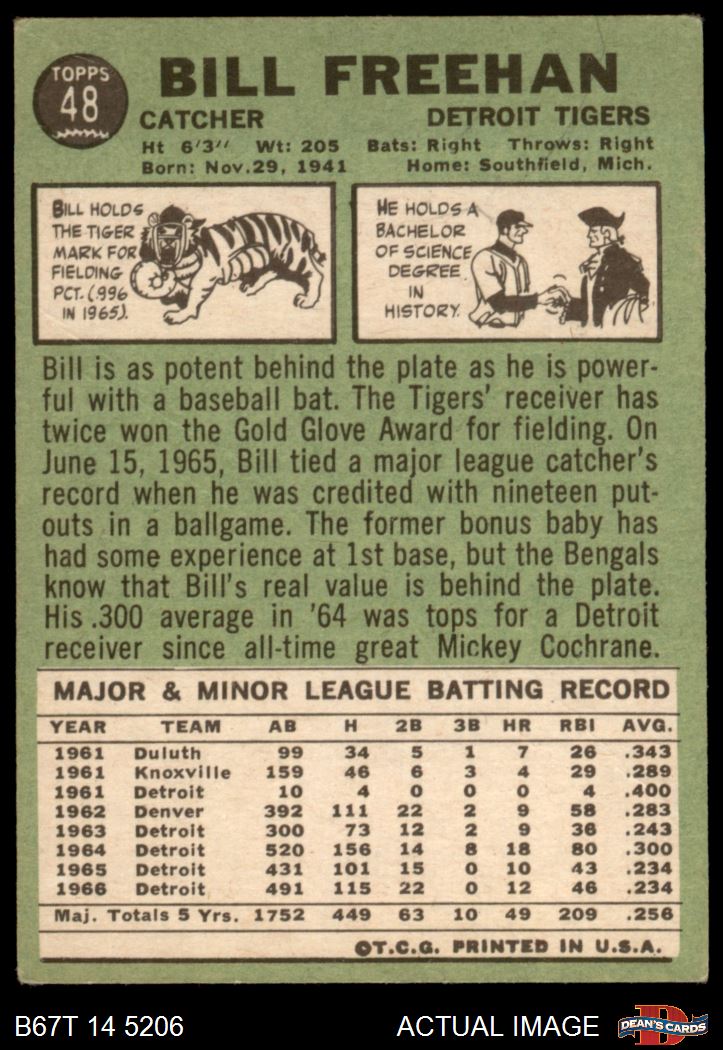 TOPPS
48
BILL FREEHAN
CATCHER DETROIT TIGERS
Ht 6'3" Wt: 205 Bats: Right Throws: Right
Born: Nov.29, 1941 Home: Southfield, Mich.
BILL HOLDS
THE TIGER
MARK FOR
FIELDING
PCT. (.996
IN 1965).
HE HOLDS A
BACHELOR
OF SCIENCE
DEGREE
IN
HISTORY.
Bill is as potent behind the plate as he is power-
ful with a baseball bat. The Tigers' receiver has
twice won the Gold Glove Award for fielding. On
June 15, 1965, Bill tied a major league catcher's
record when he was credited with nineteen put-
outs in a ballgame. The former bonus baby has
had some experience at 1st base, but the Bengals
know that Bill's real value is behind the plate.
His .300 average in '64 was tops for a Detroit
receiver since all-time great Mickey Cochrane.
MAJOR & MINOR LEAGUE BATTING RECORD
YEAR TEAM AB H 2B 3B HR RBI AVG.
1961 Duluth 99 34 5 1 7 26 .343
1961 Knoxville 159 46 6 3 4 29 .289
1961 Detroit 10 4 0 0 0 4 .400
1962 Denver 392 111 22 2 9 58 .283
1963 Detroit 300 73 12 2 9 36 .243
1964 Detroit 520 156 14 8 18 80 .300
1965 Detroit 431 101 15 0 10 43 .234
1966 Detroit 491 115 22 0 12 46 .234
Maj. Totals 5 Yrs. 1752 449 63 10 49 209 .256
©T.C.G. PRINTED IN U.S.A.
B67T 14 5206 ACTUAL IMAGE
D
DEAN'S CARDS